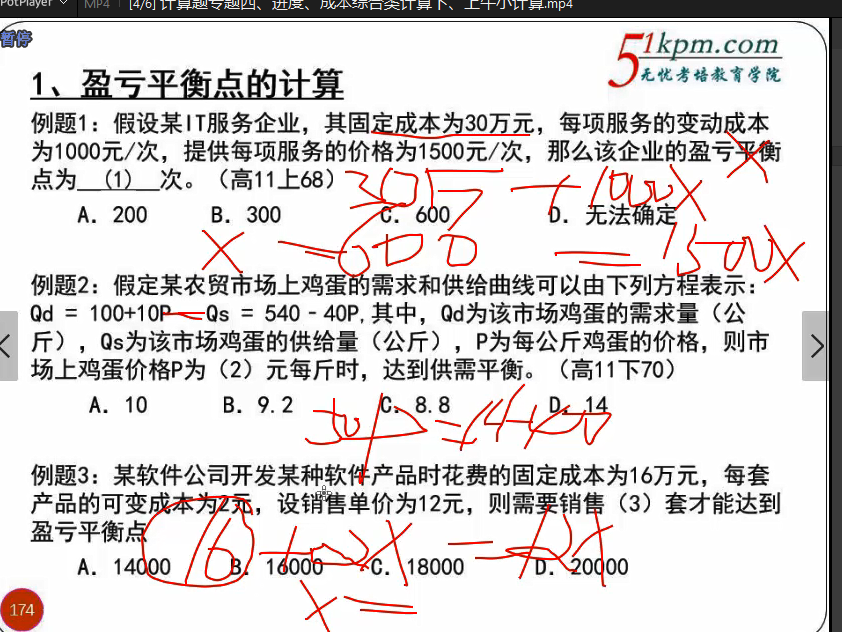 PotPlayer MP4 [4/6] 计算题专题四、进度、成本综合类计算下、上午小计算.mp4
暂停
51kpm.com
无忧考培教育学院
1、盈亏平衡点的计算
例题1：假设某IT服务企业，其固定成本为30万元，每项服务的变动成本
为1000元/次，提供每项服务的价格为1500元/次，那么该企业的盈亏平衡
点为__(1)__次。（高11上68）
A. 200 B. 300 C. 600 D. 无法确定
30万 + 1000X
X = 600 = 1500X
例题2：假定某农贸市场上鸡蛋的需求和供给曲线可以由下列方程表示：
Qd = 100+10P Qs = 540 - 40P,其中，Qd为该市场鸡蛋的需求量（公
斤），Qs为该市场鸡蛋的供给量（公斤），P为每公斤鸡蛋的价格，则市
场上鸡蛋价格P为（2）元每斤时，达到供需平衡。（高11下70）
A. 10 B. 9.2 C. 8.8 D. 14
例题3：某软件公司开发某种软件产品时花费的固定成本为16万元，每套
产品的可变成本为2元，设销售单价为12元，则需要销售（3）套才能达到
盈亏平衡点
A. 14000 B. 16000 C. 18000 D. 20000
X =
174